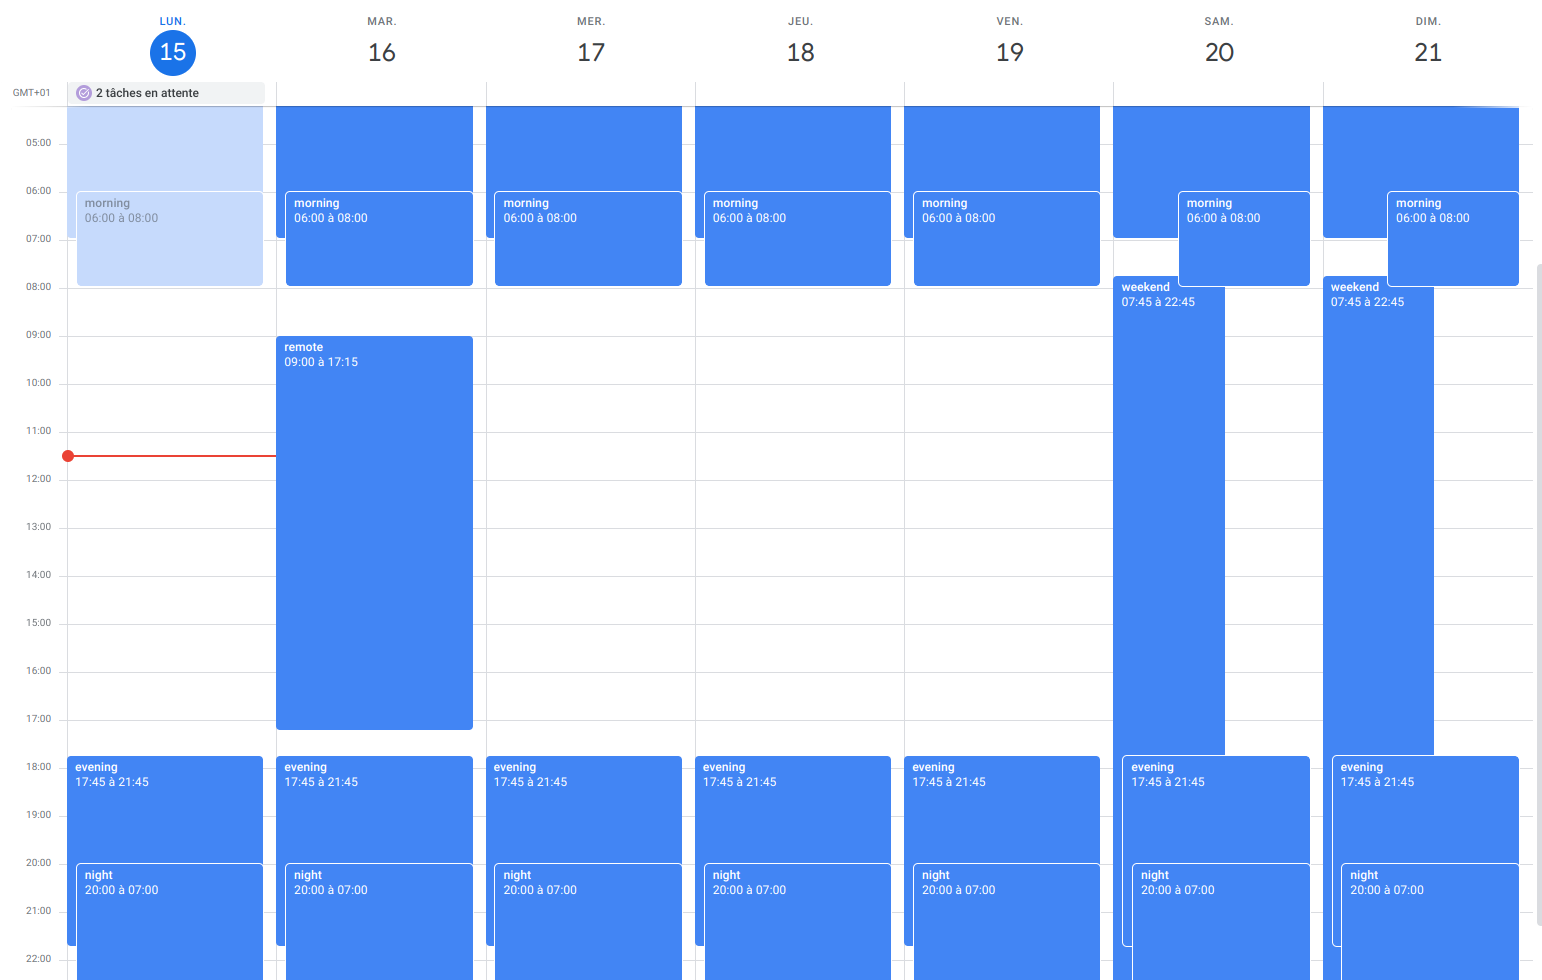 LUN.
15
MAR.
16
MER.
17
JEU.
18
VEN.
19
SAM.
20
DIM.
21
GMT+01
2 tâches en attente
05:00
06:00
07:00
08:00
09:00
10:00
11:00
12:00
13:00
14:00
15:00
16:00
17:00
18:00
19:00
20:00
21:00
22:00
morning
06:00 à 08:00
evening
17:45 à 21:45
night
20:00 à 07:00
morning
06:00 à 08:00
remote
09:00 à 17:15
evening
17:45 à 21:45
night
20:00 à 07:00
morning
06:00 à 08:00
evening
17:45 à 21:45
night
20:00 à 07:00
morning
06:00 à 08:00
evening
17:45 à 21:45
night
20:00 à 07:00
morning
06:00 à 08:00
evening
17:45 à 21:45
night
20:00 à 07:00
morning
06:00 à 08:00
weekend
07:45 à 22:45
evening
17:45 à 21:45
night
20:00 à 07:00
morning
06:00 à 08:00
weekend
07:45 à 22:45
evening
17:45 à 21:45
night
20:00 à 07:00